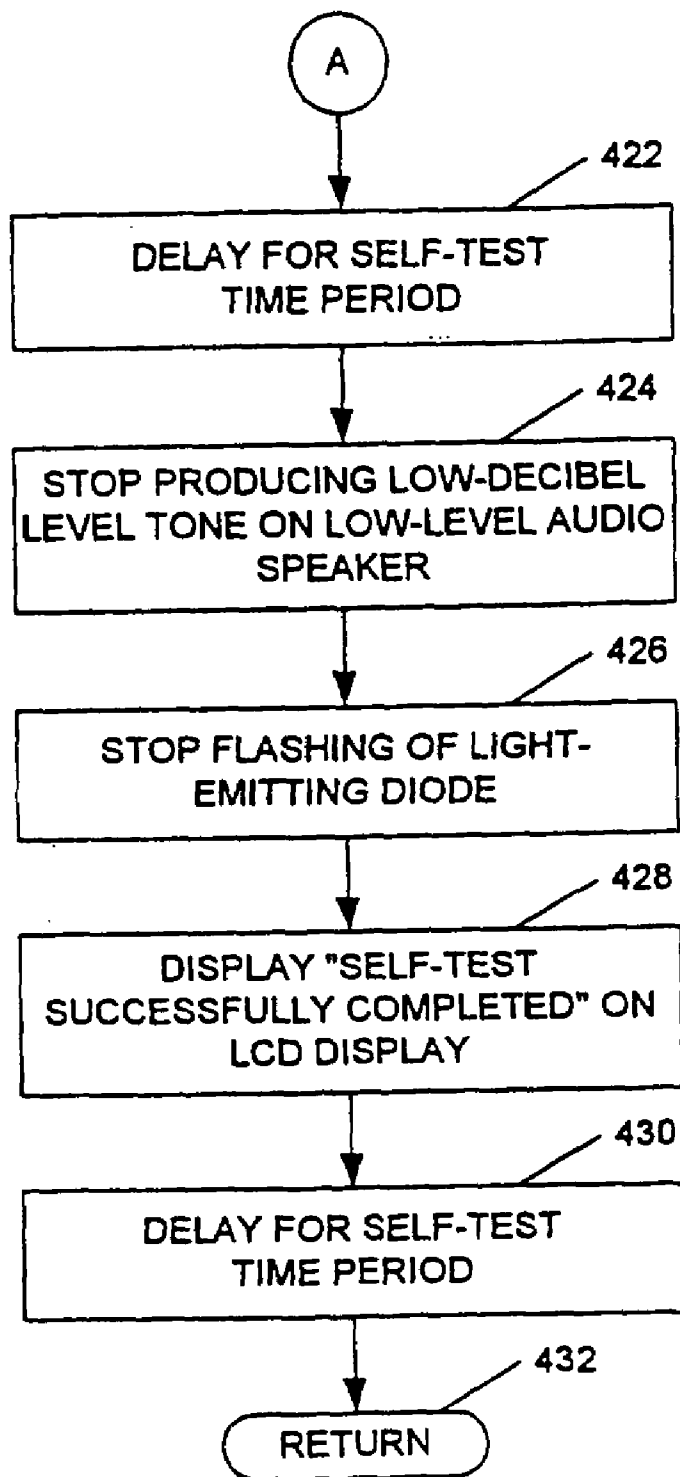 A
422
DELAY FOR SELF-TEST
TIME PERIOD
424
STOP PRODUCING LOW-DECIBEL
LEVEL TONE ON LOW-LEVEL AUDIO
SPEAKER
426
STOP FLASHING OF LIGHT-
EMITTING DIODE
428
DISPLAY "SELF-TEST
SUCCESSFULLY COMPLETED" ON
LCD DISPLAY
430
DELAY FOR SELF-TEST
TIME PERIOD
432
RETURN